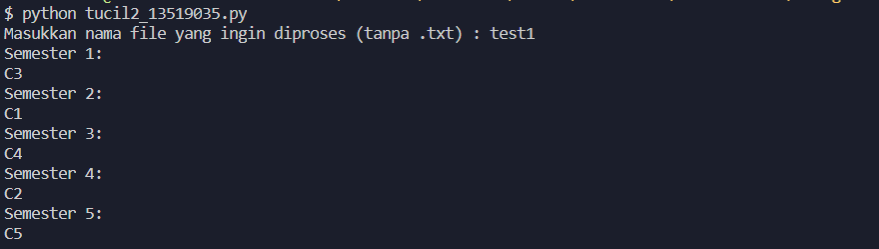 $ python tucil2_13519035.py
Masukkan nama file yang ingin diproses (tanpa .txt) : test1
Semester 1:
C3
Semester 2:
C1
Semester 3:
C4
Semester 4:
C2
Semester 5:
C5